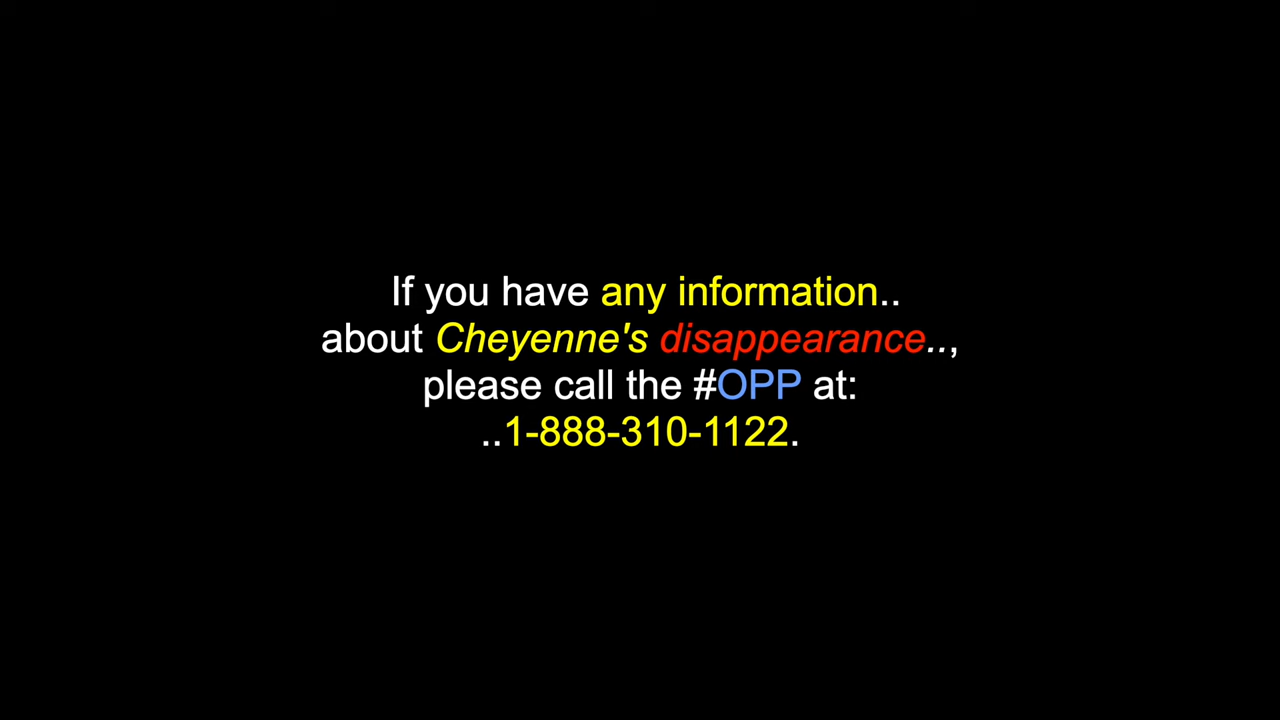 If you have any information..
about Cheyenne's disappearance..,
please call the #OPP at:
..1-888-310-1122.